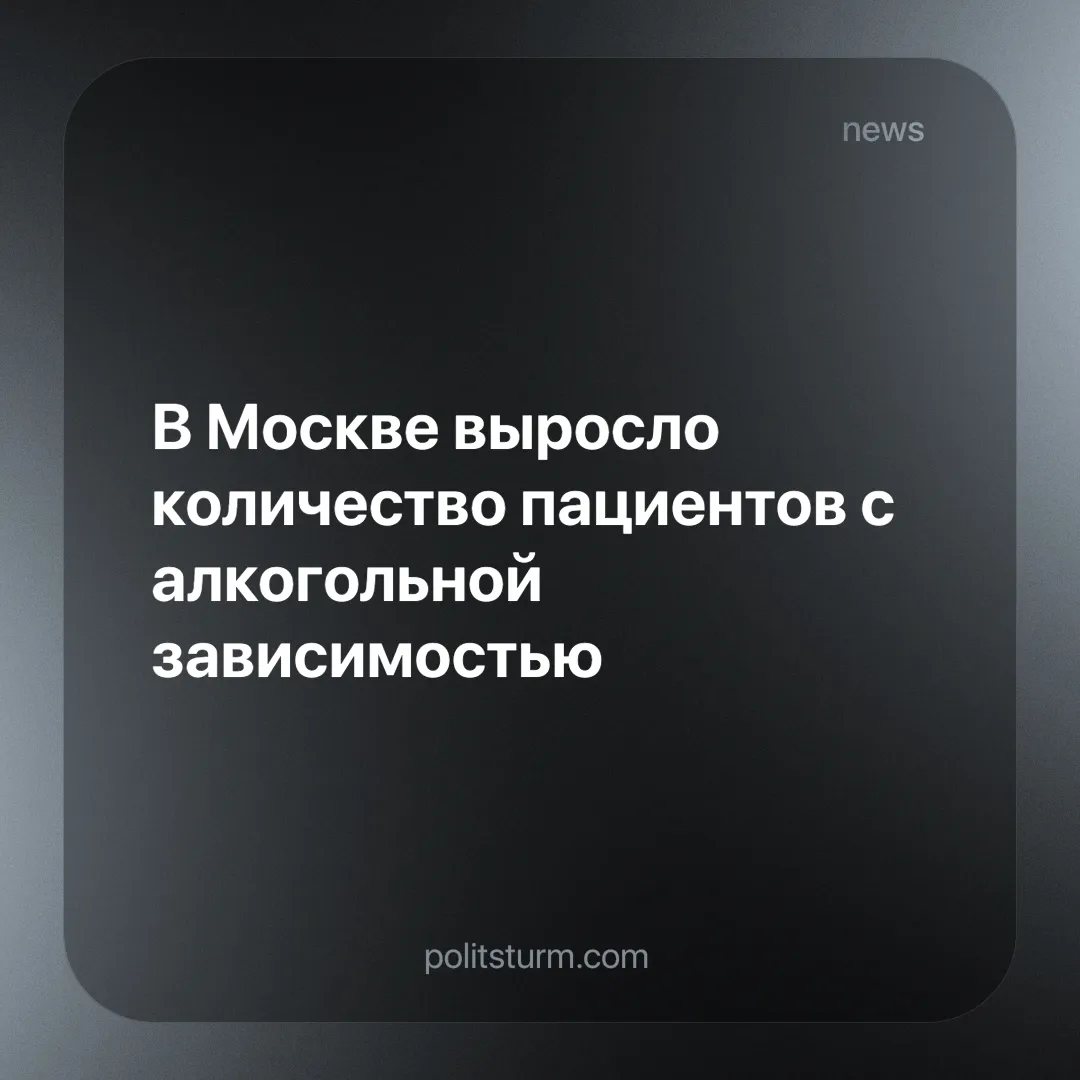 news
В Москве выросло
количество пациентов с
алкогольной
зависимостью
politsturm.com